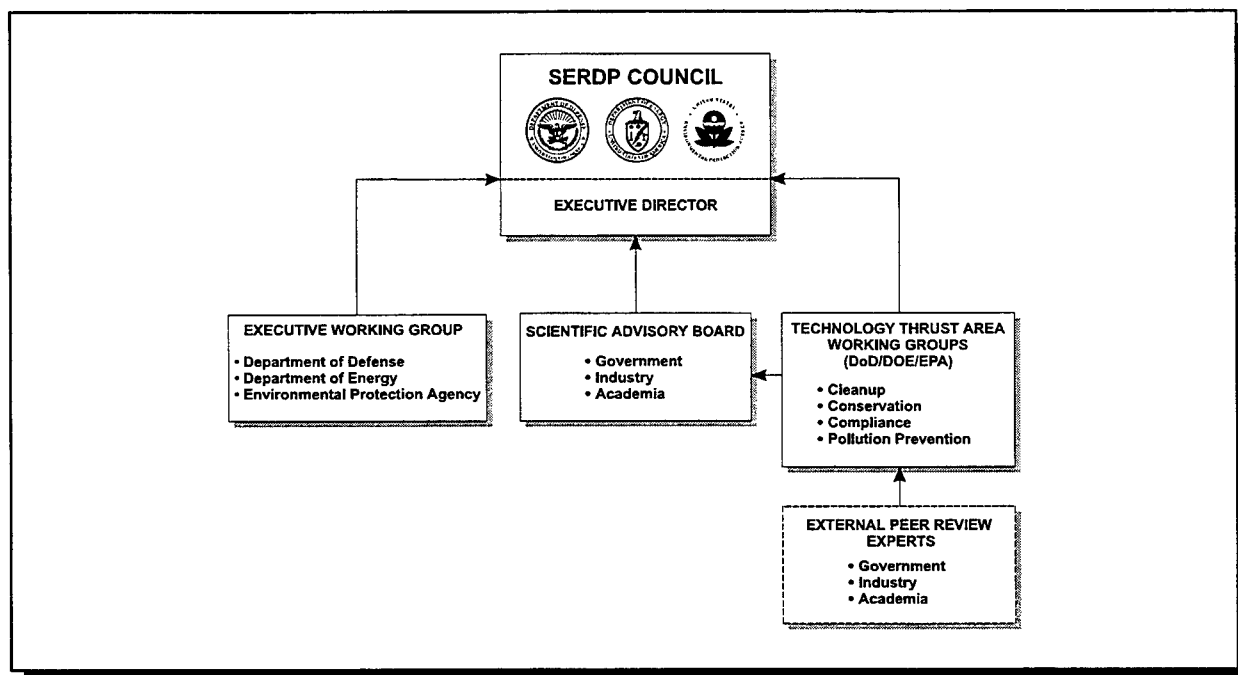 SERDP COUNCIL
EXECUTIVE DIRECTOR
EXECUTIVE WORKING GROUP
• Department of Defense
• Department of Energy
• Environmental Protection Agency
SCIENTIFIC ADVISORY BOARD
• Government
• Industry
• Academia
TECHNOLOGY THRUST AREA
WORKING GROUPS
(DoD/DOE/EPA)
• Cleanup
• Conservation
• Compliance
• Pollution Prevention
EXTERNAL PEER REVIEW
EXPERTS
• Government
• Industry
• Academia